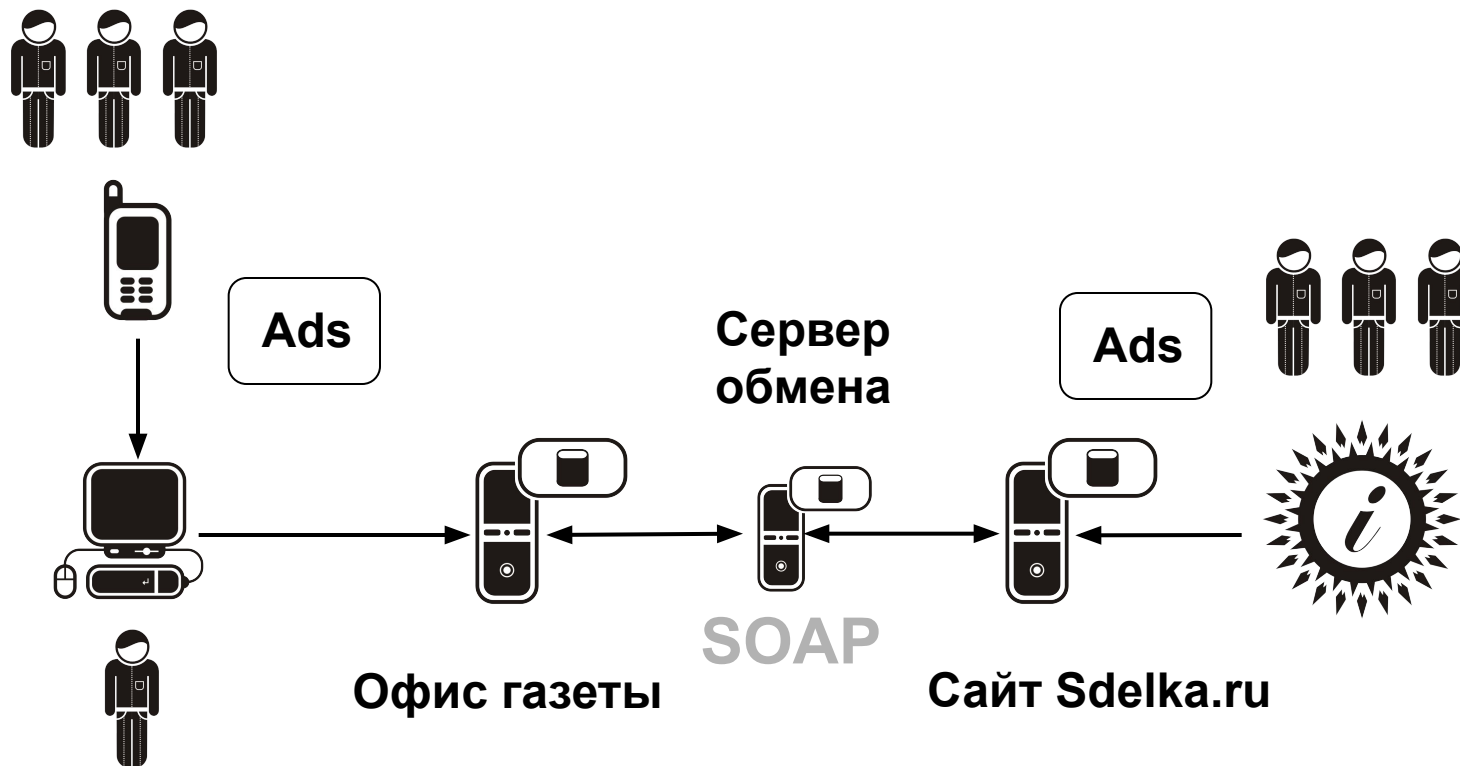 Ads
Сервер
обмена
Ads
i
SOAP
Офис газеты
Сайт Sdelka.ru